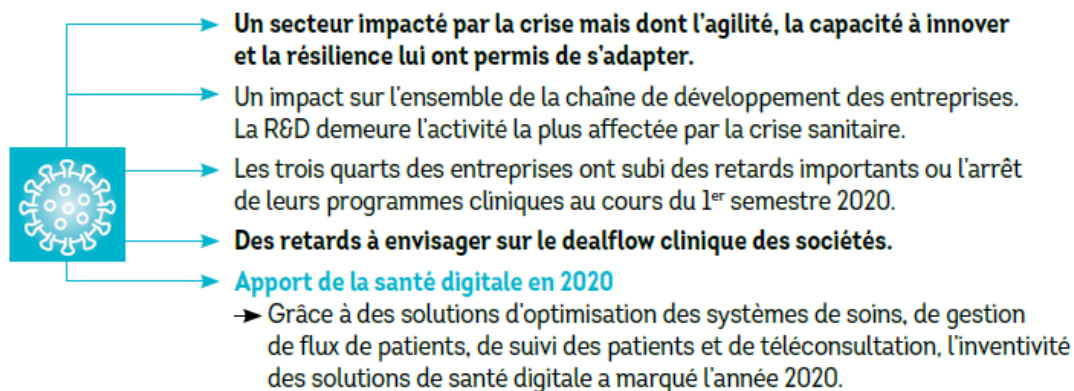 Un secteur impacté par la crise mais dont l'agilité, la capacité à innover
et la résilience lui ont permis de s'adapter.
Un impact sur l'ensemble de la chaîne de développement des entreprises.
La R&D demeure l'activité la plus affectée par la crise sanitaire.
Les trois quarts des entreprises ont subi des retards importants ou l'arrêt
de leurs programmes cliniques au cours du 1er semestre 2020.
Des retards à envisager sur le dealflow clinique des sociétés.
Apport de la santé digitale en 2020
Grâce à des solutions d'optimisation des systèmes de soins, de gestion
de flux de patients, de suivi des patients et de téléconsultation, l'inventivité
des solutions de santé digitale a marqué l'année 2020.